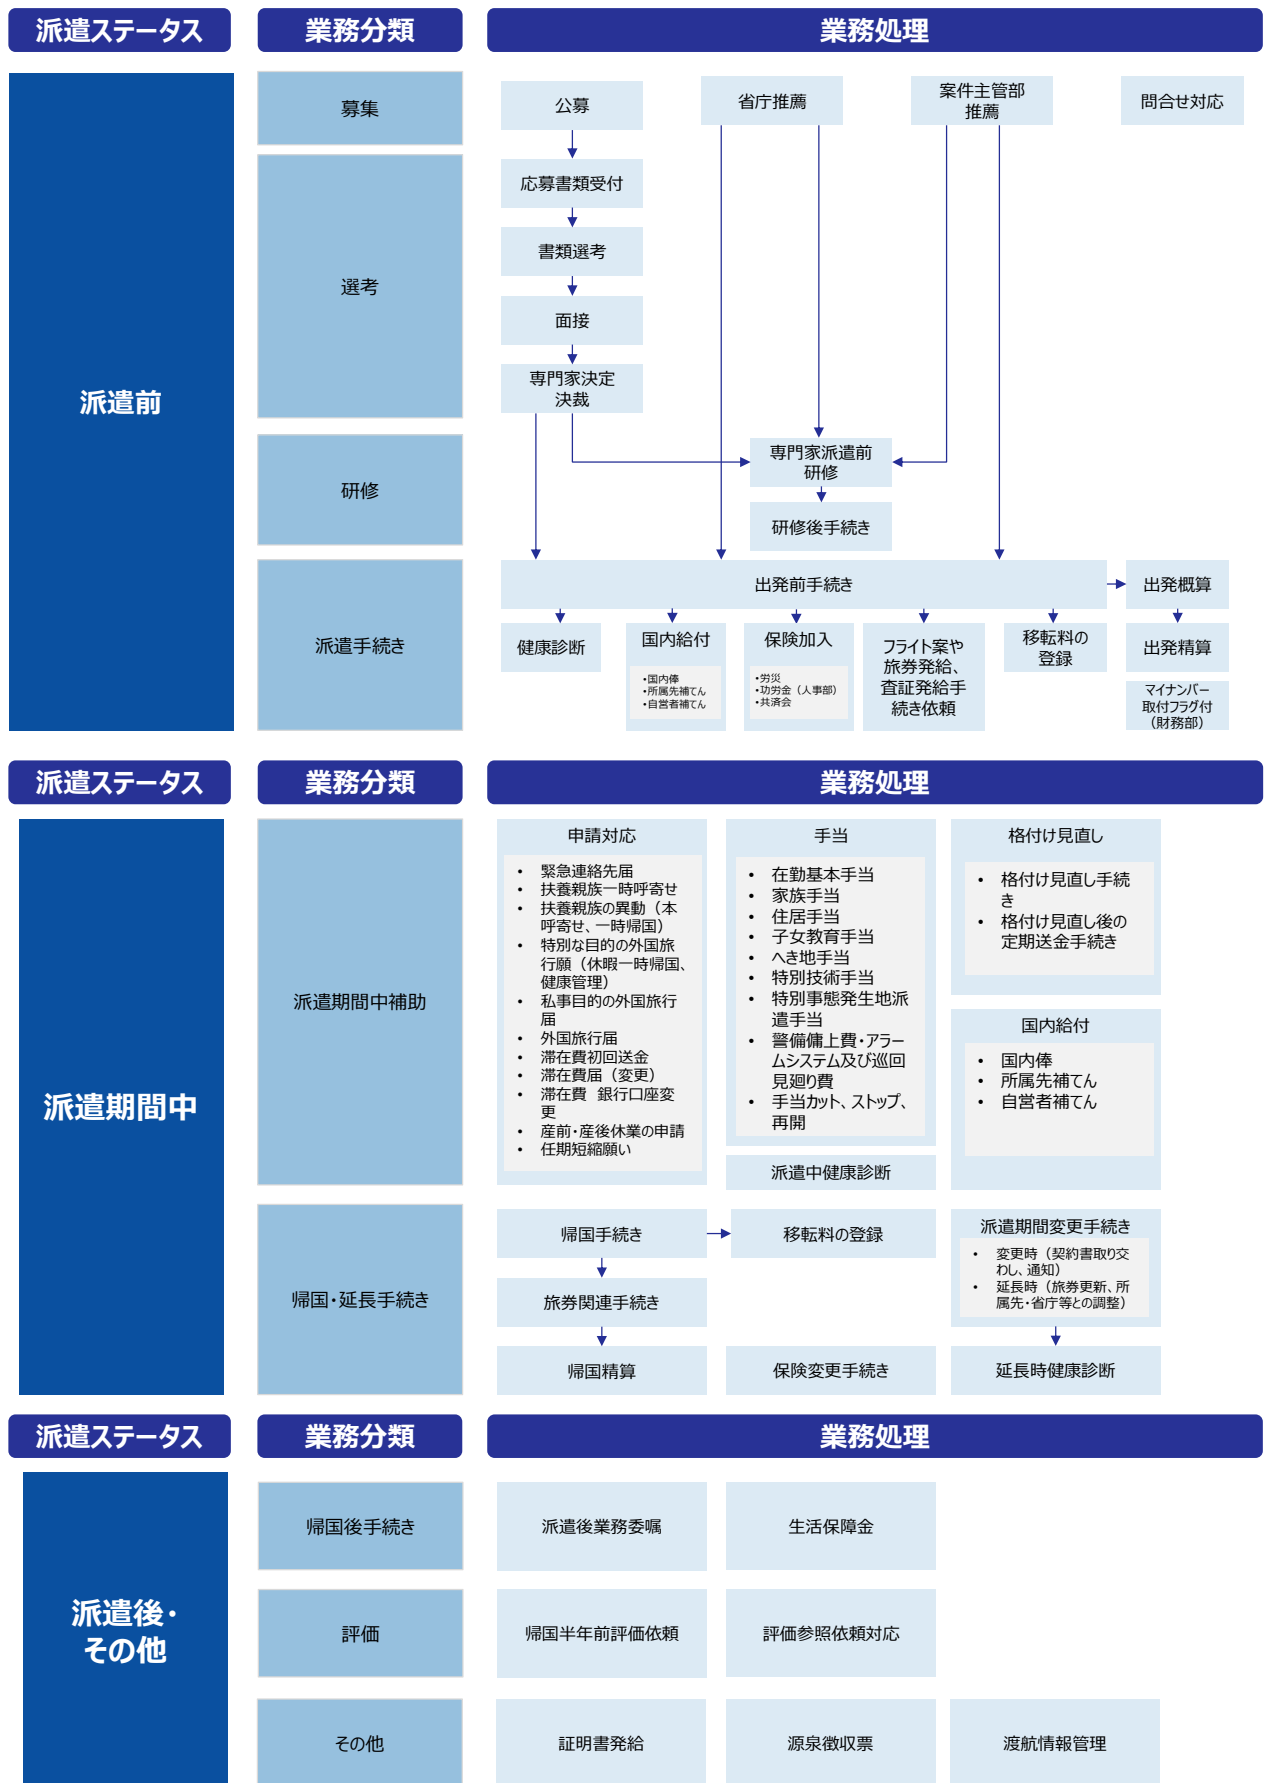 派遣ステータス
業務分類
業務処理
派遣前
募集
公募
省庁推薦
案件主管部
推薦
問合せ対応
選考
応募書類受付
書類選考
面接
専門家決定
決裁
研修
専門家派遣前
研修
研修後手続き
派遣手続き
出発前手続き
出発概算
健康診断
国内給付
•国内俸
•所属先補てん
•自営者補てん
保険加入
•労災
•功労金（人事部）
•共済会
フライト案や
旅券発給、
査証発給手
続き依頼
移転料の
登録
出発精算
マイナンバー
取付フラグ付
（財務部）
派遣ステータス
業務分類
業務処理
派遣期間中
派遣期間中補助
申請対応
• 緊急連絡先届
• 扶養親族一時呼寄せ
• 扶養親族の異動（本
呼寄せ、一時帰国）
• 特別な目的の外国旅
行願（休暇一時帰国、
健康管理）
• 私事目的の外国旅行
届
• 外国旅行届
• 滞在費初回送金
• 滞在費届（変更）
• 滞在費　銀行口座変
更
• 産前・産後休業の申請
• 任期短縮願い
手当
• 在勤基本手当
• 家族手当
• 住居手当
• 子女教育手当
• へき地手当
• 特別技術手当
• 特別事態発生地派
遣手当
• 警備傭上費・アラー
ムシステム及び巡回
見廻り費
• 手当カット、ストップ、
再開
派遣中健康診断
格付け見直し
• 格付け見直し手続
き
• 格付け見直し後の
定期送金手続き
国内給付
• 国内俸
• 所属先補てん
• 自営者補てん
帰国・延長手続き
帰国手続き
移転料の登録
派遣期間変更手続き
• 変更時（契約書取り交
わし、通知）
• 延長時（旅券更新、所
属先・省庁等との調整）
旅券関連手続き
帰国精算
保険変更手続き
延長時健康診断
派遣ステータス
業務分類
業務処理
派遣後・
その他
帰国後手続き
派遣後業務委嘱
生活保障金
評価
帰国半年前評価依頼
評価参照依頼対応
その他
証明書発給
源泉徴収票
渡航情報管理